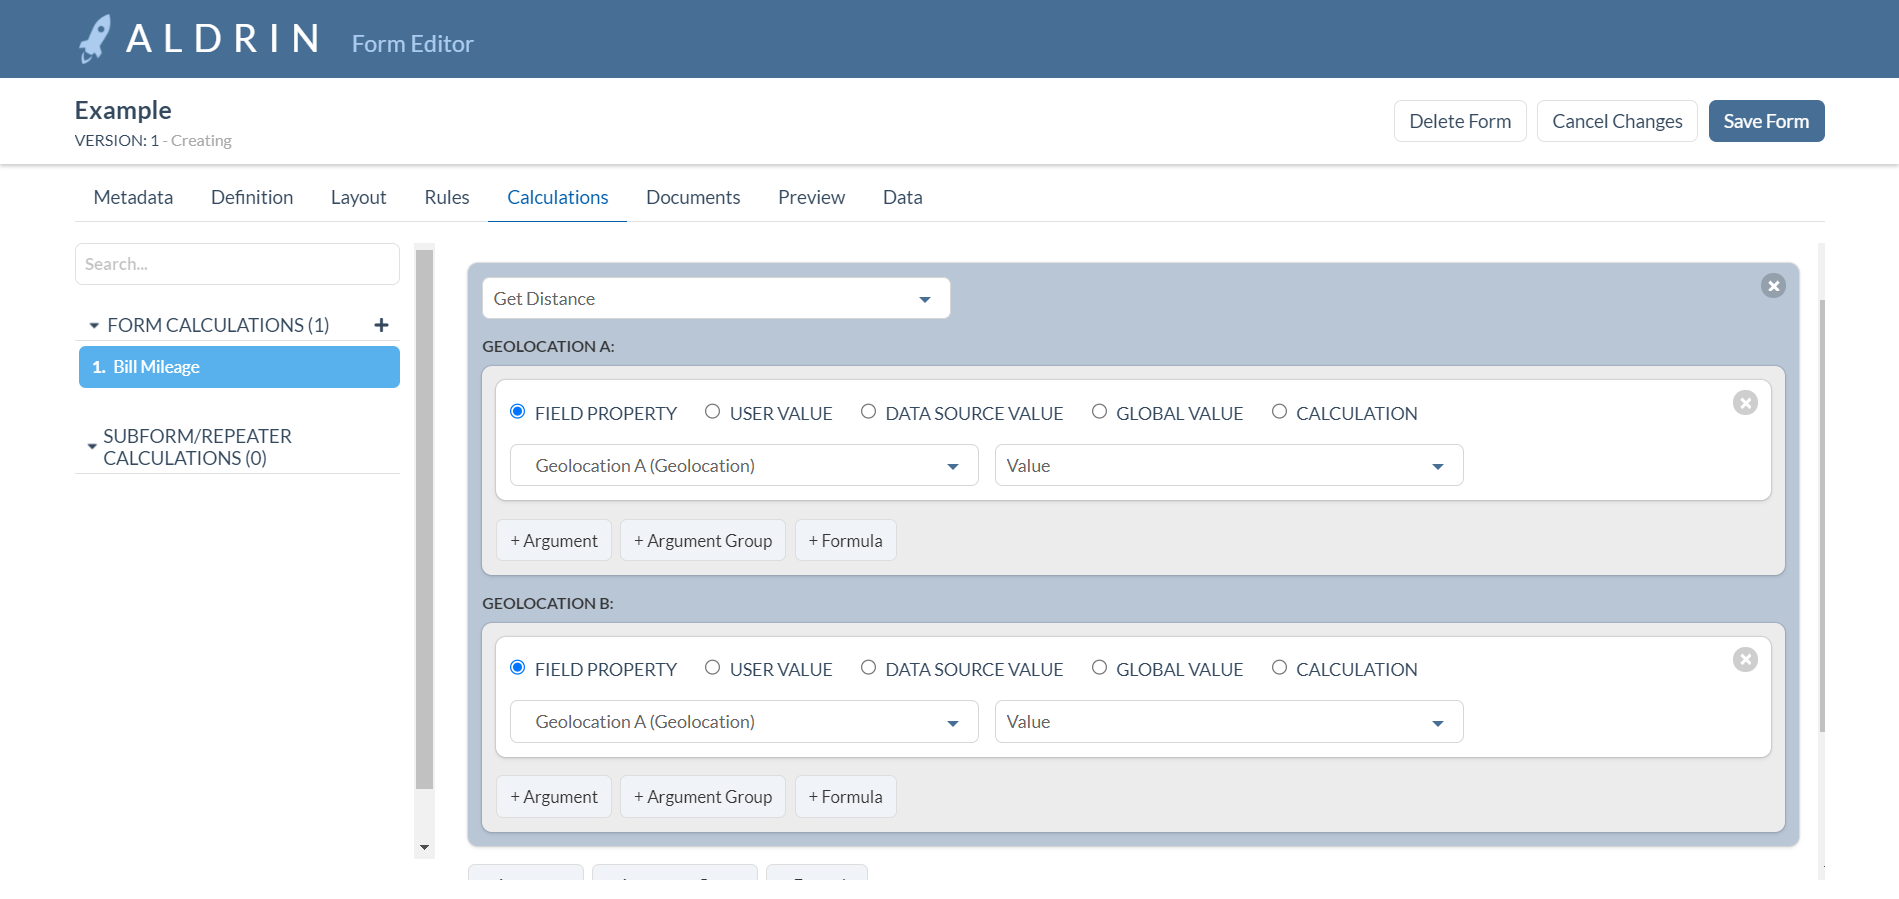 ALDRIN Form Editor
Example
VERSION: 1 - Creating
Delete Form Cancel Changes Save Form
Metadata Definition Layout Rules Calculations Documents Preview Data
Search...
FORM CALCULATIONS (1) +
1. Bill Mileage
SUBFORM/REPEATER
CALCULATIONS (0)
Get Distance
GEOLOCATION A:
FIELD PROPERTY USER VALUE DATA SOURCE VALUE GLOBAL VALUE CALCULATION
Geolocation A (Geolocation) Value
+ Argument + Argument Group + Formula
GEOLOCATION B:
FIELD PROPERTY USER VALUE DATA SOURCE VALUE GLOBAL VALUE CALCULATION
Geolocation A (Geolocation) Value
+ Argument + Argument Group + Formula